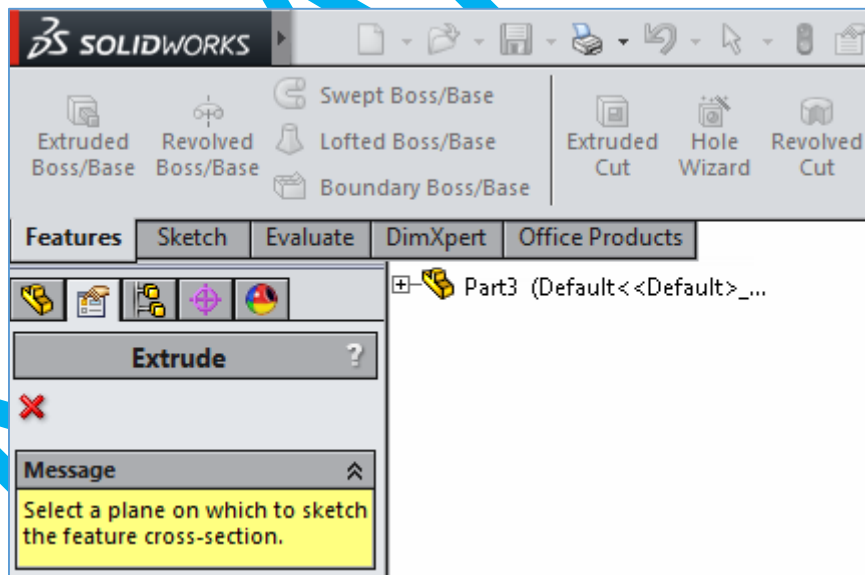 SOLIDWORKS
Extruded Boss/Base
Revolved Boss/Base
Swept Boss/Base
Lofted Boss/Base
Boundary Boss/Base
Extruded Cut
Hole Wizard
Revolved Cut
Features Sketch Evaluate DimXpert Office Products
Part3 (Default<<Default>_...
Extrude ?
Message
Select a plane on which to sketch
the feature cross-section.